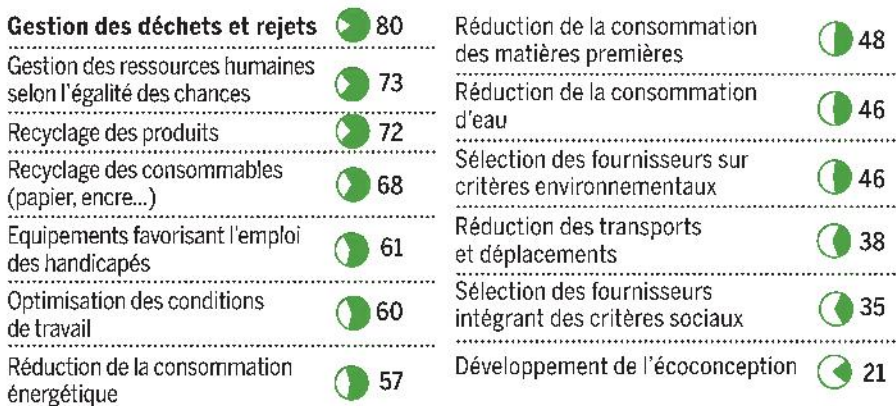 Gestion des déchets et rejets 80
Gestion des ressources humaines
selon l'égalité des chances 73
Recyclage des produits 72
Recyclage des consommables
(papier, encre...) 68
Equipements favorisant l'emploi
des handicapés 61
Optimisation des conditions
de travail 60
Réduction de la consommation
énergétique 57
Réduction de la consommation
des matières premières 48
Réduction de la consommation
d'eau 46
Sélection des fournisseurs sur
critères environnementaux 46
Réduction des transports
et déplacements 38
Sélection des fournisseurs
intégrant des critères sociaux 35
Développement de l'écoconception 21